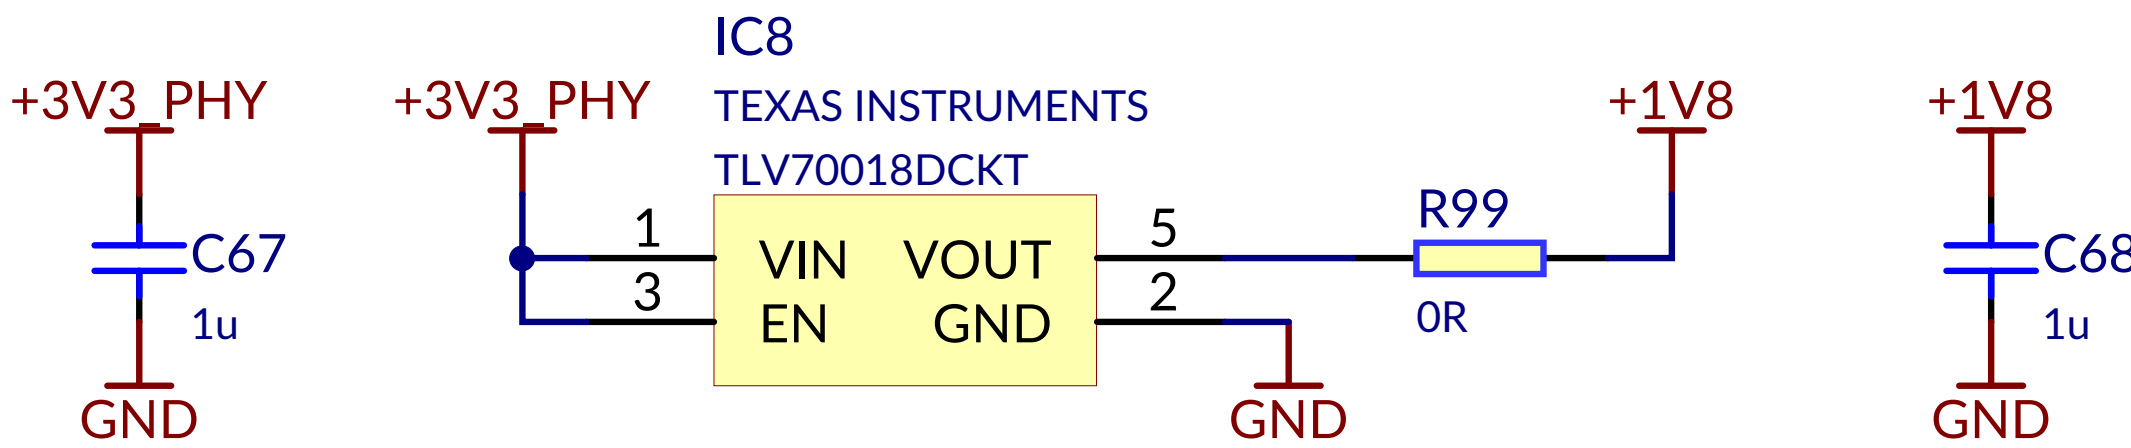 +3V3_PHY
C67
1u
GND
+3V3_PHY
IC8
TEXAS INSTRUMENTS
TLV70018DCKT
1
3
VIN
EN
VOUT
GND
5
2
GND
R99
0R
+1V8
+1V8
C68
1u
GND